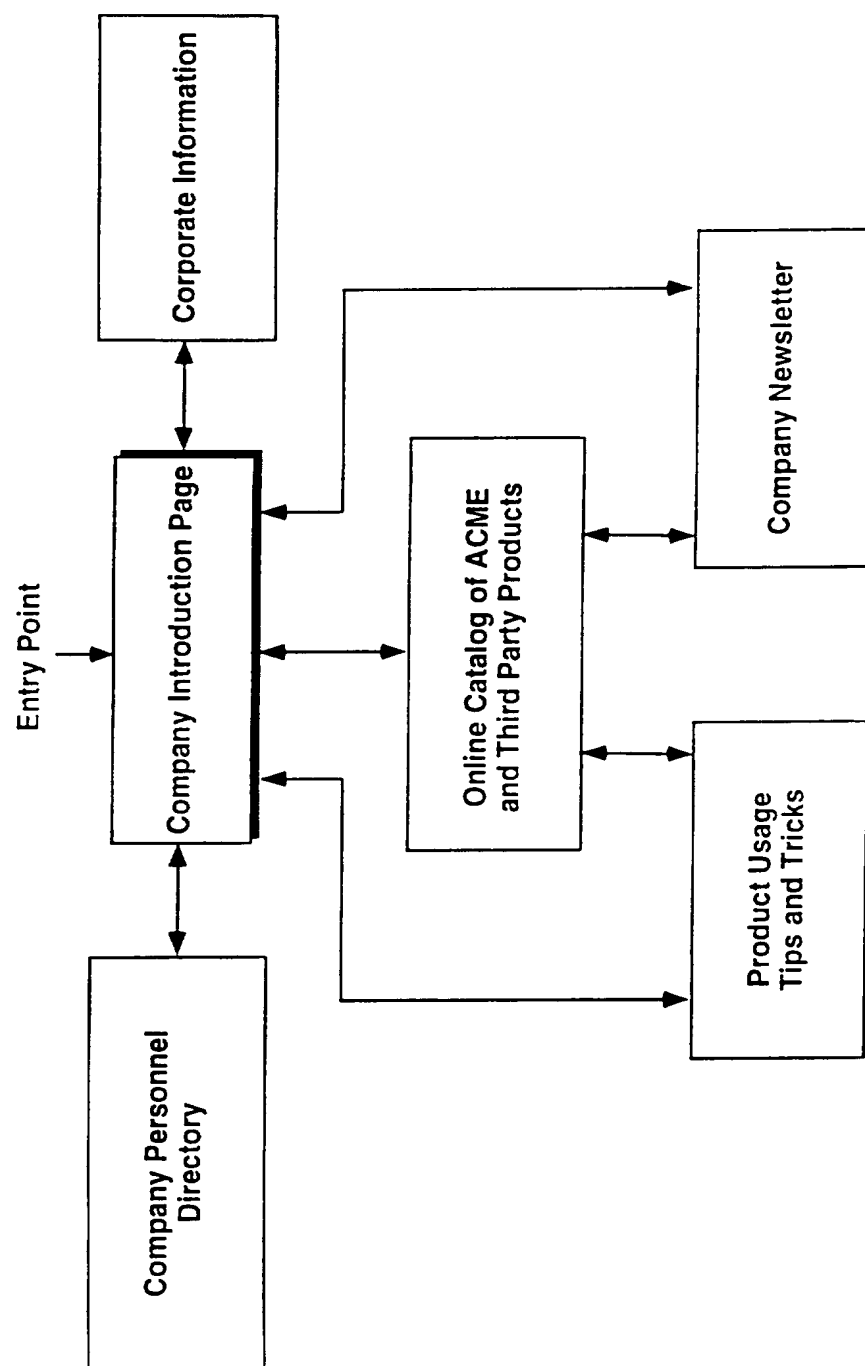 Entry Point
Company Personnel
Directory
Company Introduction Page
Corporate Information
Online Catalog of ACME
and Third Party Products
Product Usage
Tips and Tricks
Company Newsletter